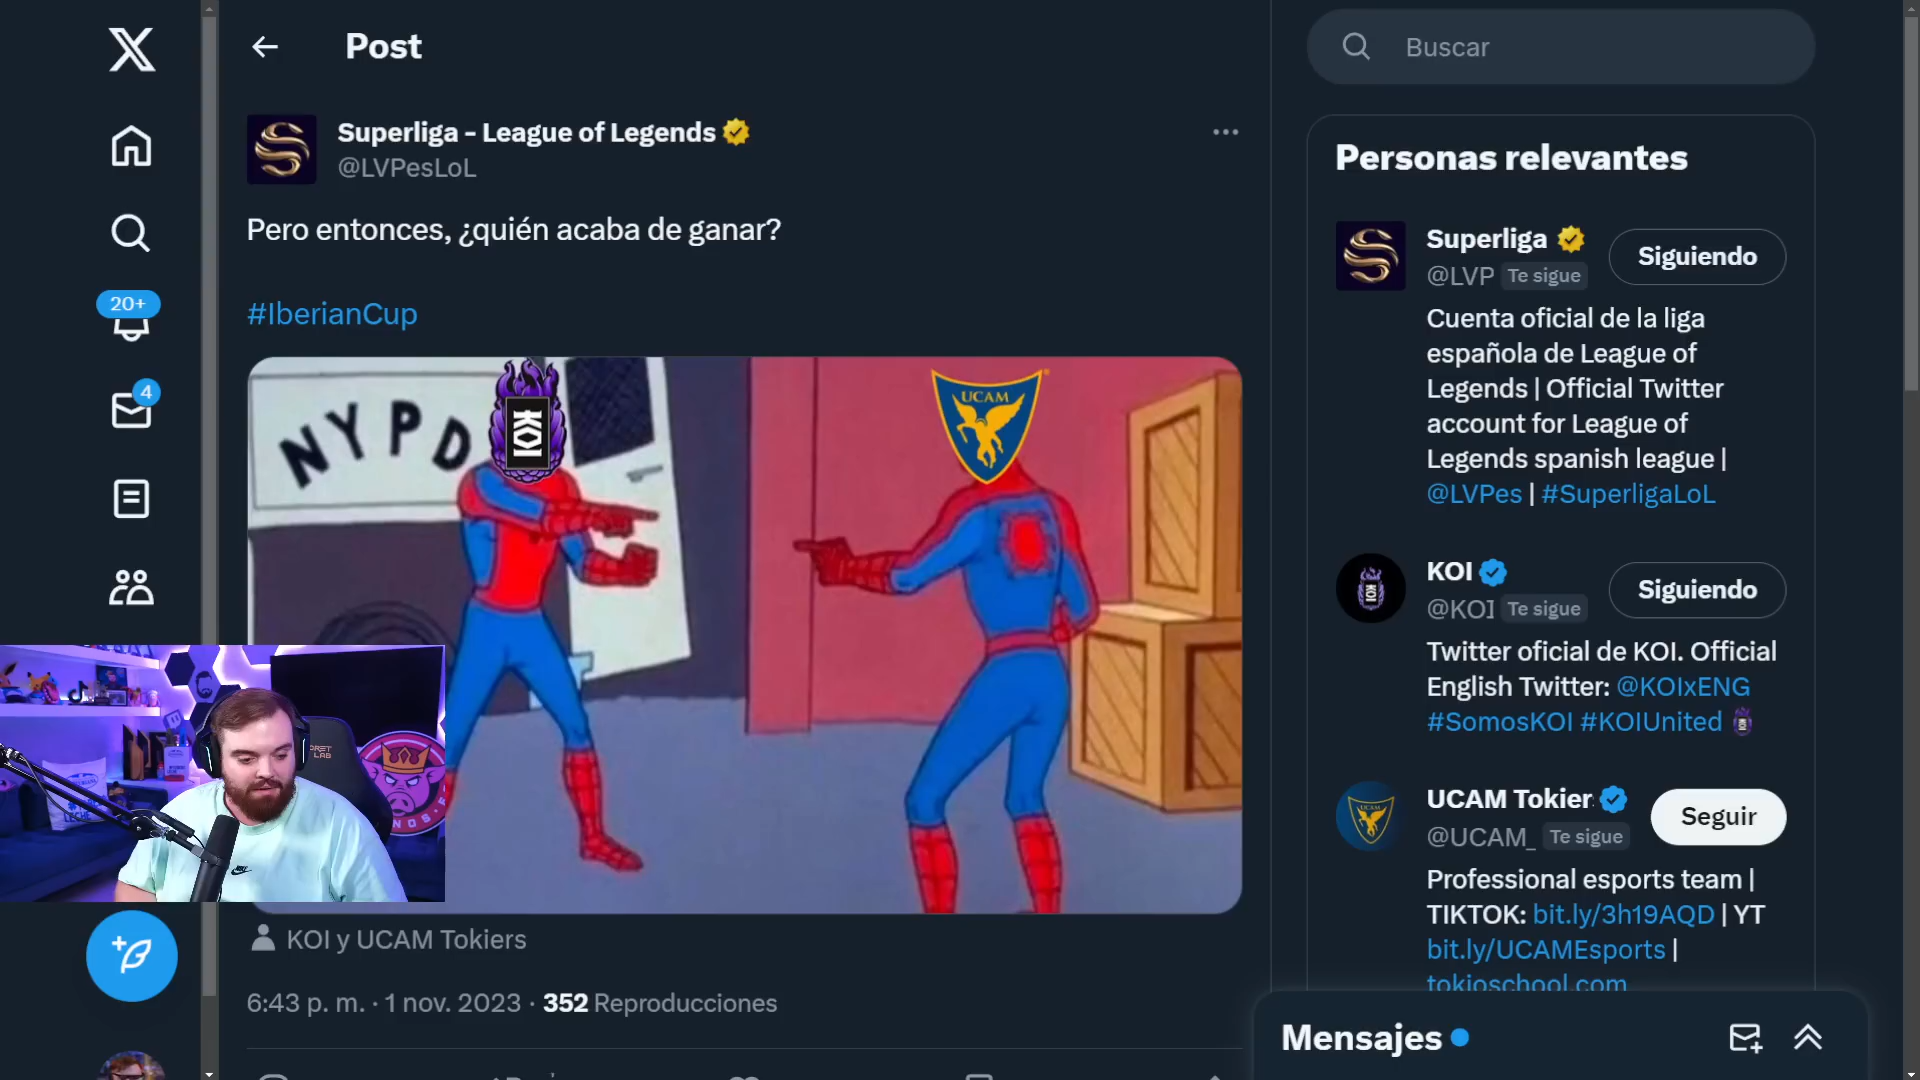 Post
Buscar
Superliga - League of Legends
@LVPesLoL
Pero entonces, ¿quién acaba de ganar?
#IberianCup
NYPD
KOI
UCAM
20+
4
KOI y UCAM Tokiers
6:43 p. m. · 1 nov. 2023 · 352 Reproducciones
Personas relevantes
Superliga
Siguiendo
@LVP Te sigue
Cuenta oficial de la liga
española de League of
Legends | Official Twitter
account for League of
Legends spanish league |
@LVPes | #SuperligaLoL
KOI
Siguiendo
@KOI Te sigue
Twitter oficial de KOI. Official
English Twitter: @KOIxENG
#SomosKOI #KOIUnited
UCAM Tokier
Seguir
@UCAM_ Te sigue
Professional esports team |
TIKTOK: bit.ly/3h19AQD | YT
bit.ly/UCAMEsports |
tokioschool.com
Mensajes